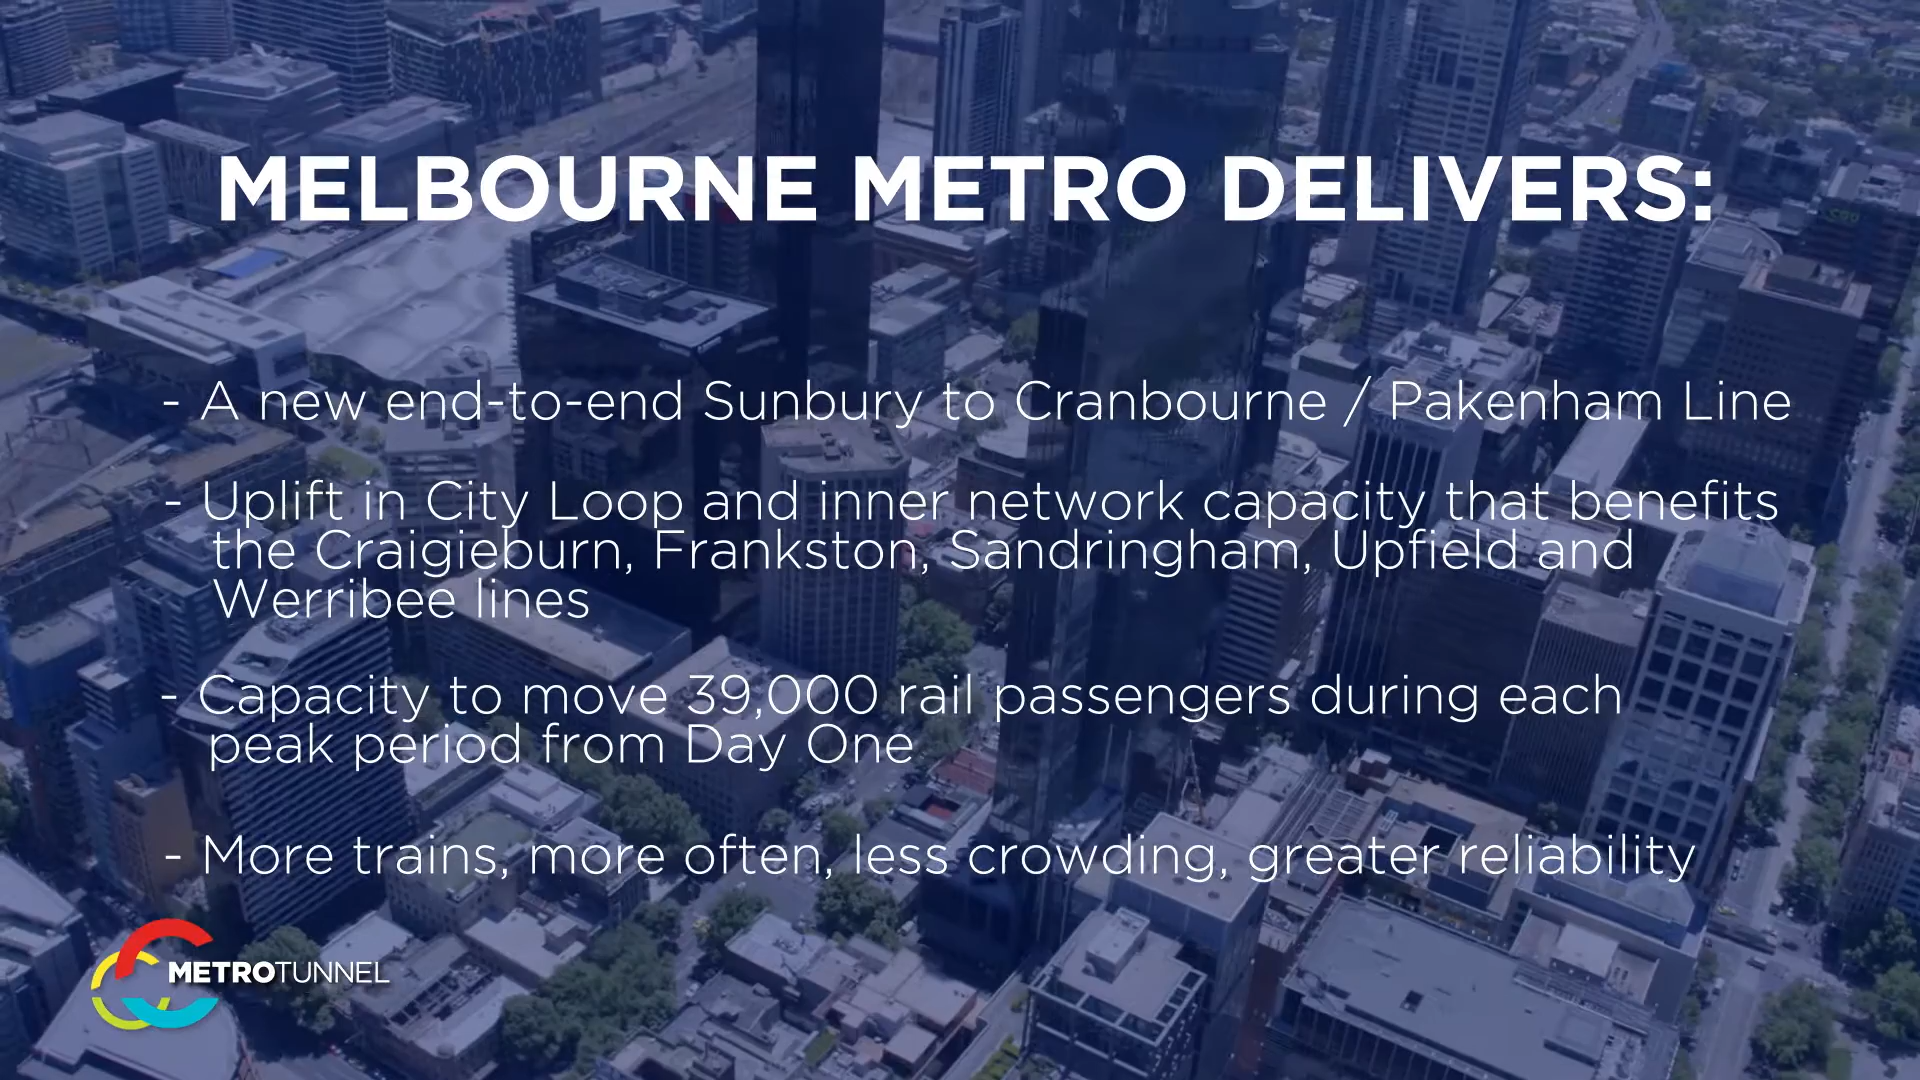 MELBOURNE METRO DELIVERS:
- A new end-to-end Sunbury to Cranbourne / Pakenham Line
- Uplift in City Loop and inner network capacity that benefits
the Craigieburn, Frankston, Sandringham, Upfield and
Werribee lines
- Capacity to move 39,000 rail passengers during each
peak period from Day One
- More trains, more often, less crowding, greater reliability
METROTUNNEL